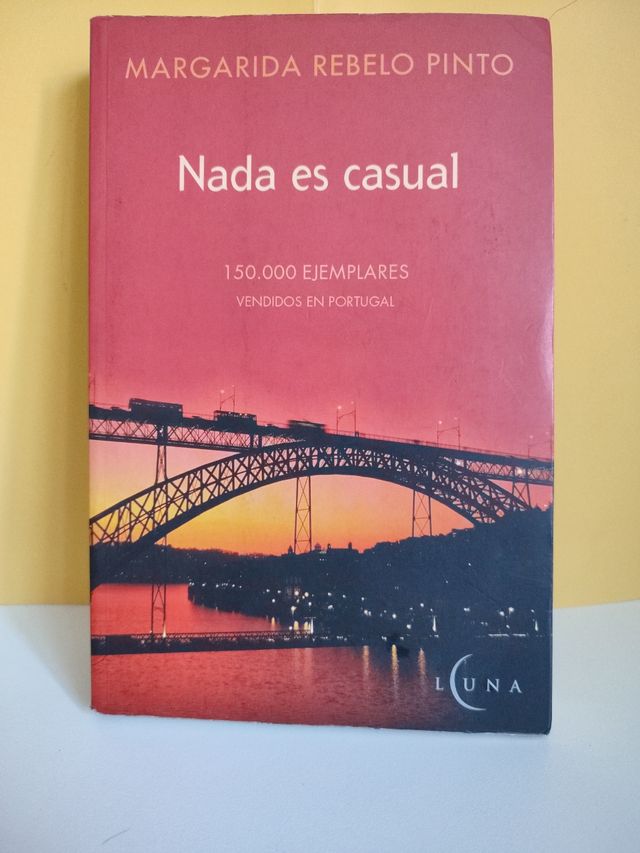 MARGARIDA REBELO PINTO
Nada es casual
150.000 EJEMPLARES
VENDIDOS EN PORTUGAL
LUNA